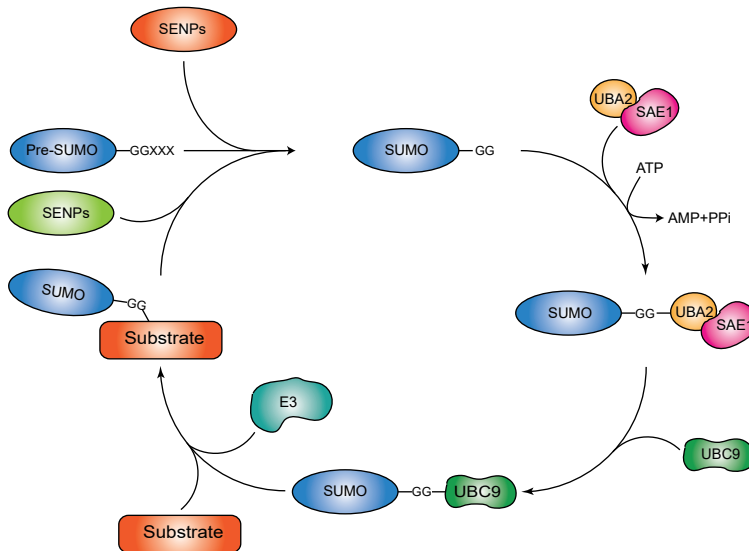 SENPs
Pre-SUMO
GGXXX
SENPs
SUMO
GG
UBA2
SAE1
ATP
AMP+PPi
SUMO
GG
Substrate
SUMO
GG
UBA2
SAE1
E3
UBC9
SUMO
GG
UBC9
Substrate